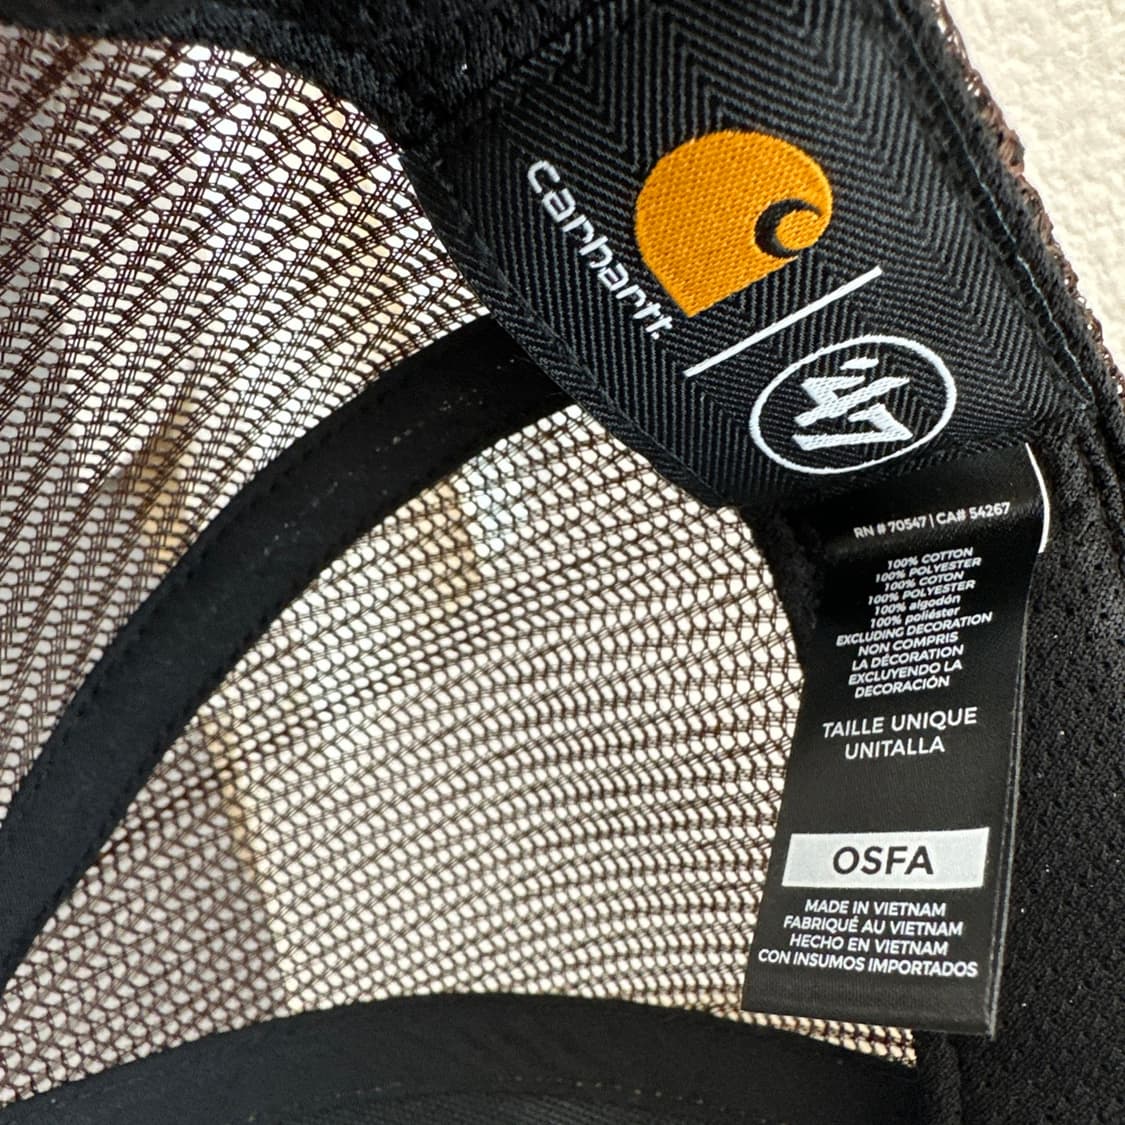 carhartt
'47
RN # 70547 | CA# 54267
100% COTTON
100% POLYESTER
100% COTON
100% POLYESTER
100% algodón
100% poliéster
EXCLUDING DECORATION
NON COMPRIS
LA DÉCORATION
EXCLUYENDO LA
DECORACIÓN
TAILLE UNIQUE
UNITALLA
OSFA
MADE IN VIETNAM
FABRIQUÉ AU VIETNAM
HECHO EN VIETNAM
CON INSUMOS IMPORTADOS